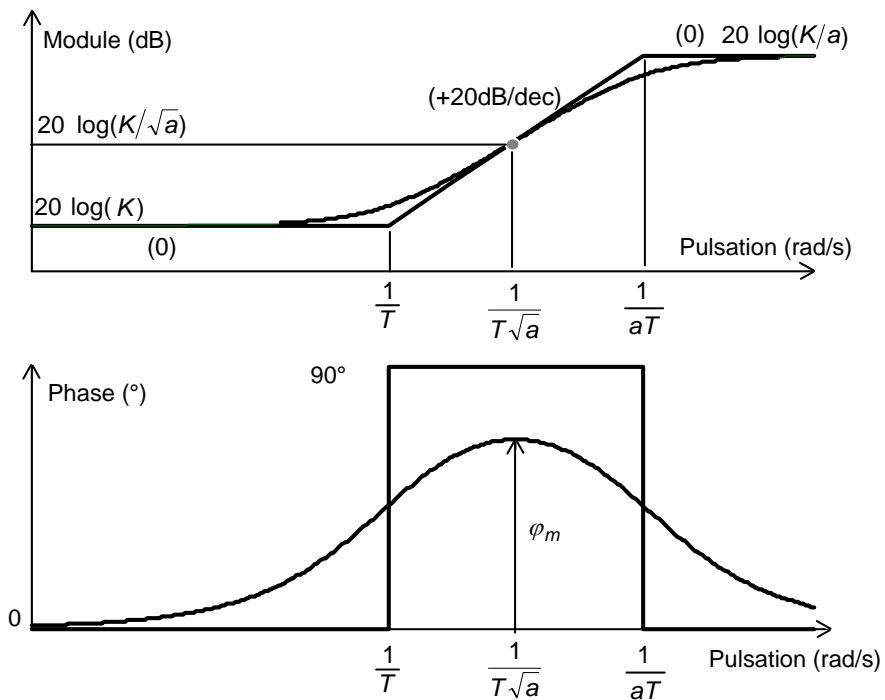 Module (dB)
(0) 20 log(K/a)
(+20dB/dec)
20 log(K/√a)
20 log(K)
(0)
Pulsation (rad/s)
1/T
1/(T√a)
1/(aT)
Phase (°)
90°
φm
0
1/T
1/(T√a)
1/(aT)
Pulsation (rad/s)